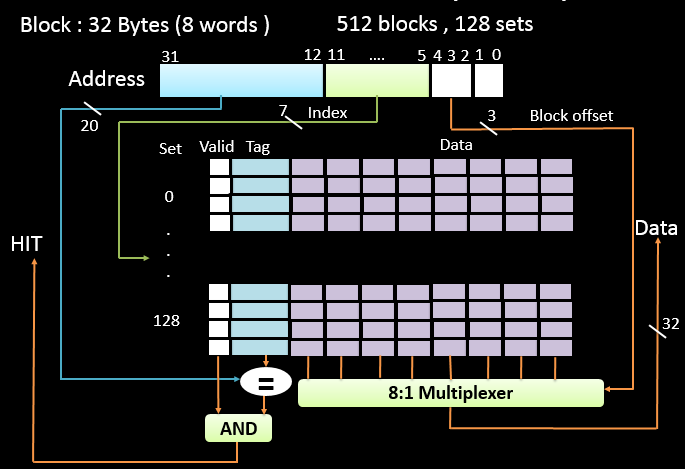 Block : 32 Bytes (8 words ) 512 blocks , 128 sets
31 12 11 .... 5 4 3 2 1 0
Address
20
7 Index
3 Block offset
Set Valid Tag Data
0
.
.
.
HIT
Data
128
32
=
8:1 Multiplexer
AND